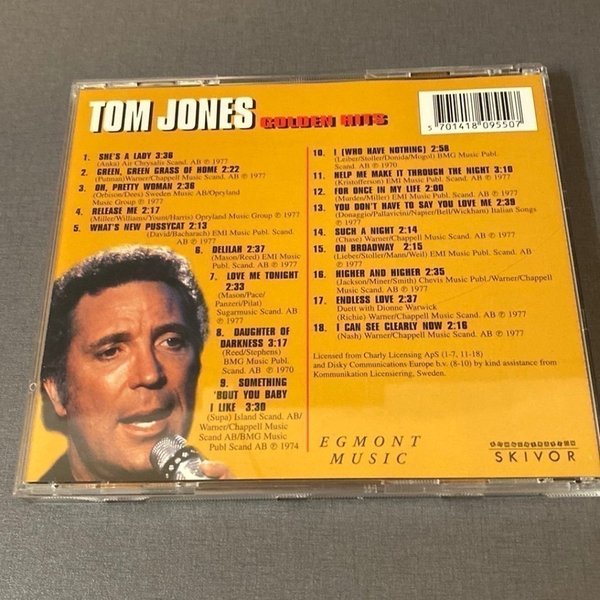 TOM JONES GOLDEN HITS
5 701418 095507
1. SHE'S A LADY 3:36
(Anka) Air Chrysalis Scand. AB ℗ 1977
2. GREEN, GREEN GRASS OF HOME 2:22
(Putman) Warner/Chappell Music Scand. AB ℗ 1977
3. OH, PRETTY WOMAN 2:36
(Orbison/Dees) Sweden Music AB/Opryland
Music Group ℗ 1977
4. RELEASE ME 2:17
(Miller/Williams/Yount/Harris) Opryland Music Group ℗ 1977
5. WHAT'S NEW PUSSYCAT 2:13
(David/Bacharach) EMI Music Publ.
Scand. AB ℗ 1977
6. DELILAH 2:37
(Mason/Reed) EMI Music
Publ. Scand. AB ℗ 1977
7. LOVE ME TONIGHT
2:33
(Mason/Pace/
Panzeri/Pilat)
Sugarmusic Scand. AB
℗ 1977
8. DAUGHTER OF
DARKNESS 3:17
(Reed/Stephens)
BMG Music Publ.
Scand. AB ℗ 1970
9. SOMETHING
'BOUT YOU BABY
I LIKE 3:30
(Supa) Island Scand. AB/
Warner/Chappell Music
Scand AB/BMG Music
Publ Scand AB ℗ 1974
10. I (WHO HAVE NOTHING) 2:58
(Leiber/Stoller/Donida/Mogol) BMG Music Publ.
Scand. AB ℗ 1970
11. HELP ME MAKE IT THROUGH THE NIGHT 3:10
(Kristofferson) EMI Music Publ. Scand. AB ℗ 1977
12. FOR ONCE IN MY LIFE 2:00
(Murden/Miller) EMI Music Publ. Scand. AB ℗ 1977
13. YOU DON'T HAVE TO SAY YOU LOVE ME 2:39
(Donaggio/Pallavicini/Napier/Bell/Wickham) Italian Songs
℗ 1977
14. SUCH A NIGHT 2:14
(Chase) Warner/Chappell Music Scand. AB ℗ 1977
15. ON BROADWAY 2:15
(Lieber/Stoller/Mann/Weil) EMI Music Publ. Scand. AB
℗ 1977
16. HIGHER AND HIGHER 2:35
(Jackson/Miner/Smith) Chevis Music Publ./Warner/Chappell
Music Scand. AB ℗ 1977
17. ENDLESS LOVE 2:37
Duett med Dionne Warwick
(Richie) Warner/Chappell Music Scand. AB ℗ 1977
18. I CAN SEE CLEARLY NOW 2:16
(Nash) Warner/Chappell Music Scand. AB ℗ 1977
Licensed from Charly Licensing ApS (1-7, 11-18)
and Disky Communications Europe b.v. (8-10) by kind assistance from
Kommunikation Licensiering, Sweden.
EGMONT
MUSIC
SKIVOR